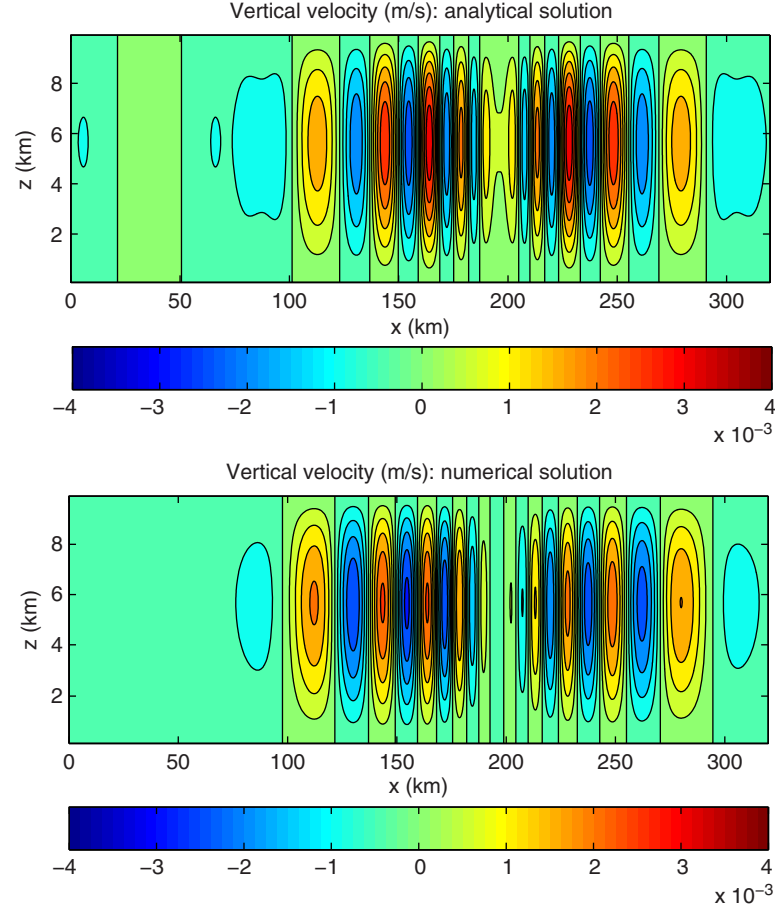 Vertical velocity (m/s): analytical solution
8
6
4
2
z (km)
0 50 100 150 200 250 300
x (km)
−4 −3 −2 −1 0 1 2 3 4
x 10⁻³
Vertical velocity (m/s): numerical solution
8
6
4
2
z (km)
0 50 100 150 200 250 300
x (km)
−4 −3 −2 −1 0 1 2 3 4
x 10⁻³